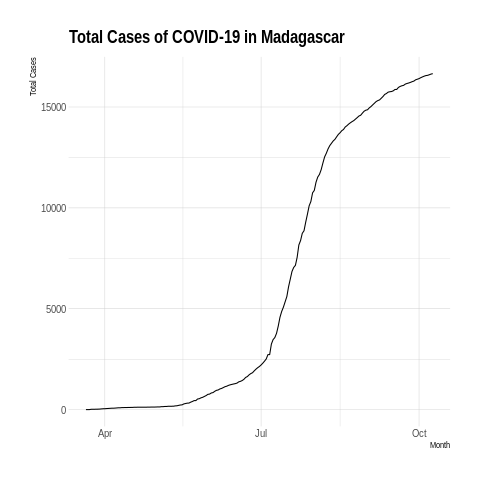 Total Cases of COVID-19 in Madagascar
Total Cases
15000
10000
5000
0
Apr
Jul
Oct
Month